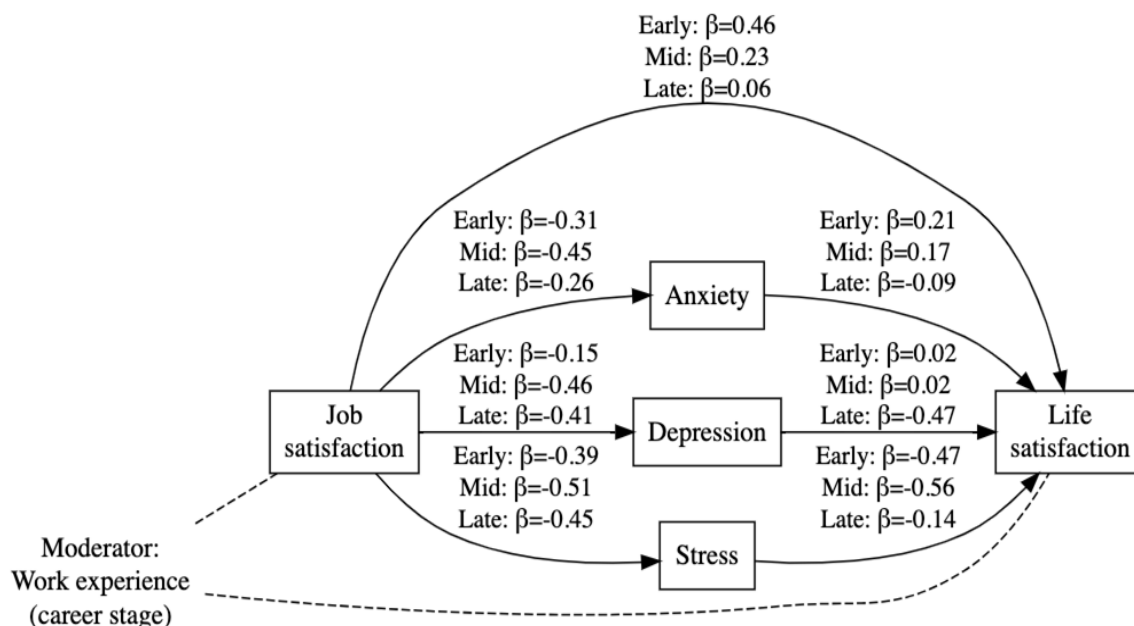 Early: β=0.46
Mid: β=0.23
Late: β=0.06
Early: β=-0.31
Mid: β=-0.45
Late: β=-0.26
Early: β=0.21
Mid: β=0.17
Late: β=-0.09
Anxiety
Early: β=-0.15
Mid: β=-0.46
Late: β=-0.41
Early: β=0.02
Mid: β=0.02
Late: β=-0.47
Job
satisfaction
Depression
Life
satisfaction
Early: β=-0.39
Mid: β=-0.51
Late: β=-0.45
Early: β=-0.47
Mid: β=-0.56
Late: β=-0.14
Stress
Moderator:
Work experience
(career stage)